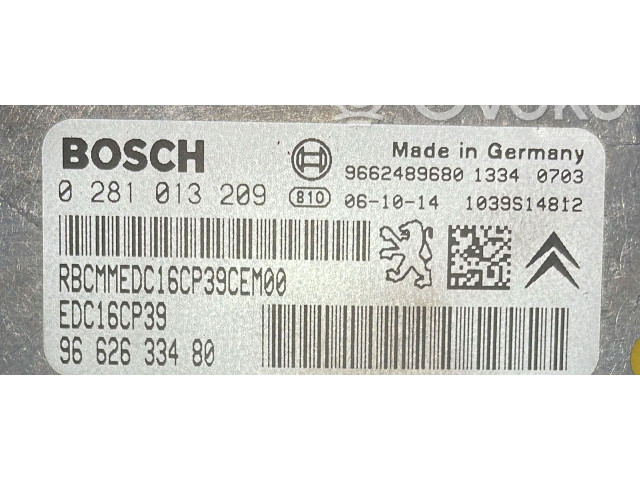 Ovoko
BOSCH
Made in Germany
9662489680 1334 0703
0 281 013 209 810 06-10-14 1039S14812
RBCMMEDC16CP39CEM00
EDC16CP39
96 626 334 80